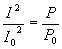 I² / I₀² = P / P₀